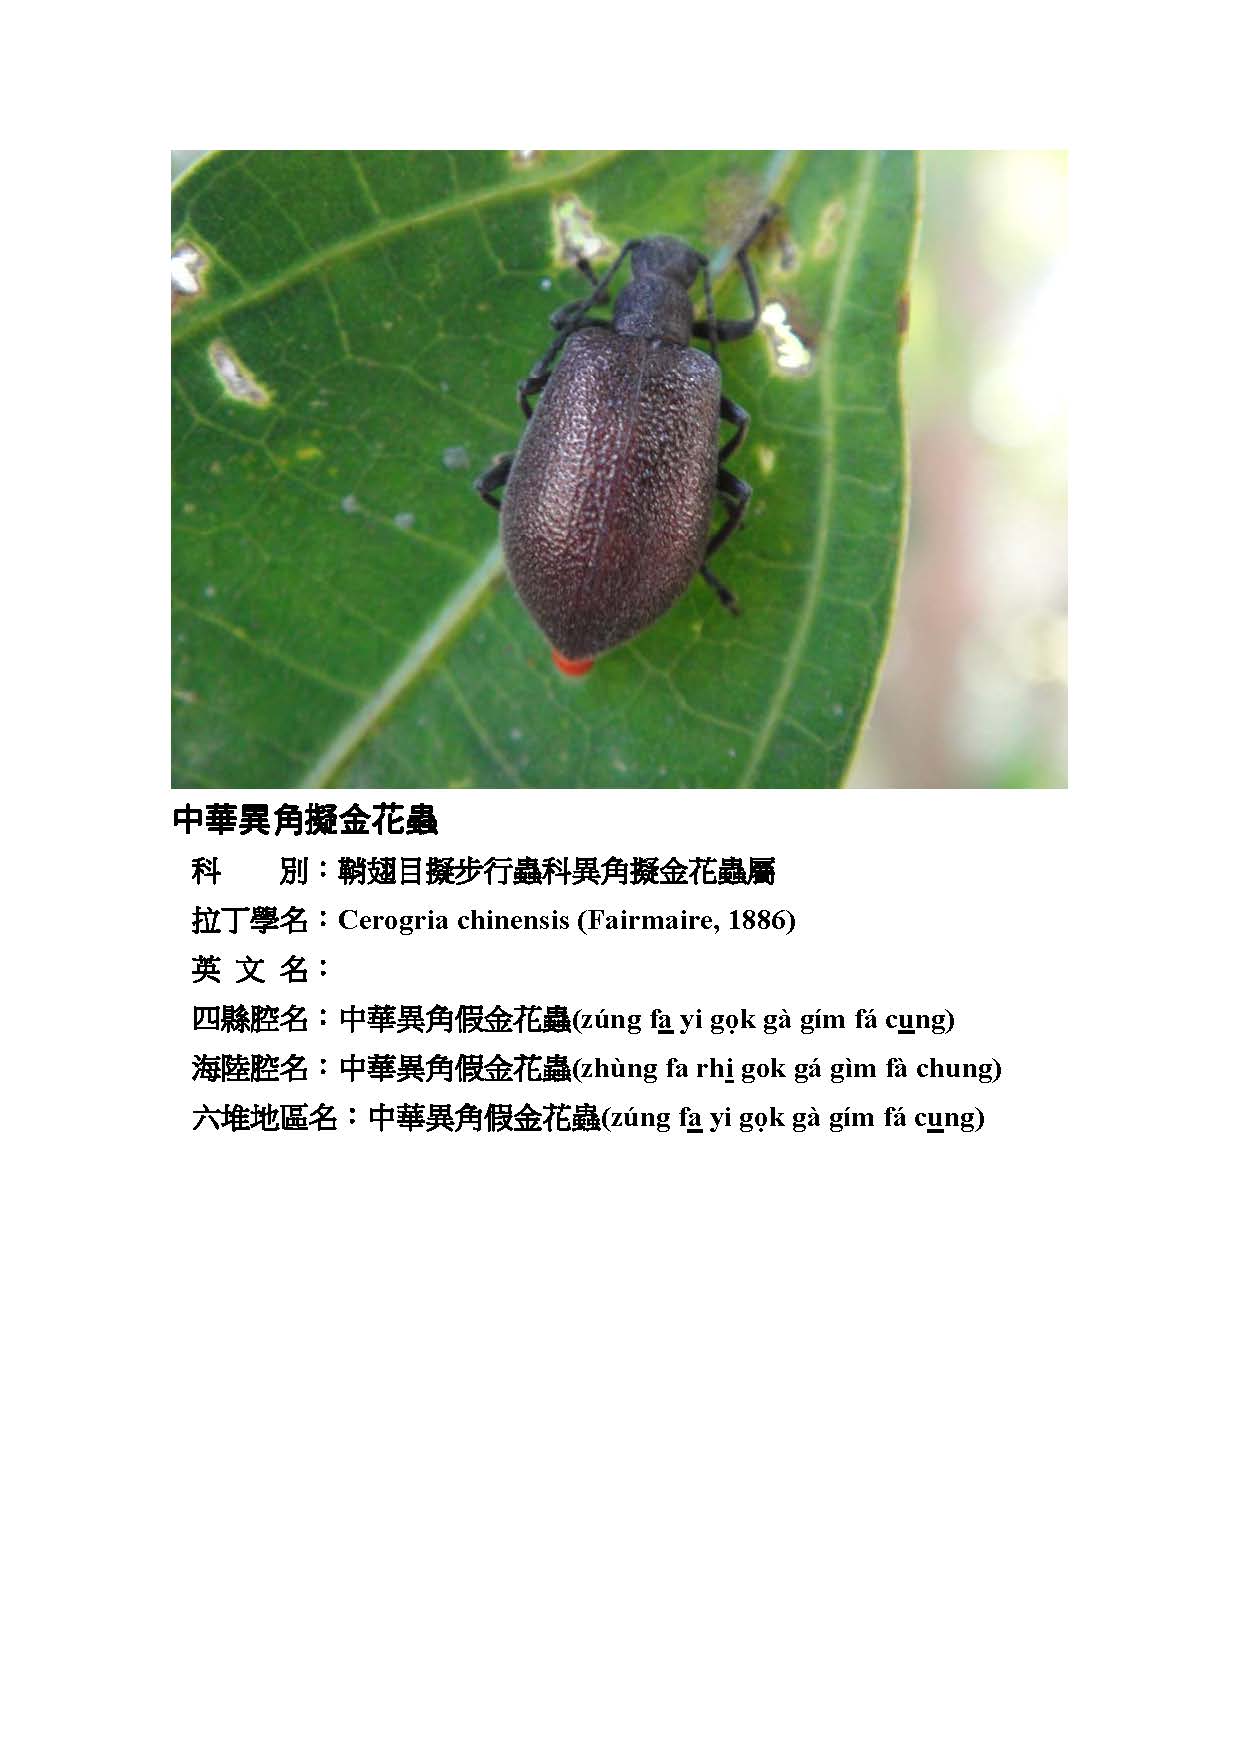 中華異角擬金花蟲
科　　別：鞘翅目擬步行蟲科異角擬金花蟲屬
拉丁學名：Cerogria chinensis (Fairmaire, 1886)
英 文 名：
四縣腔名：中華異角假金花蟲(zúng fa̲ yi gọk gà gím fá cu̲ng)
海陸腔名：中華異角假金花蟲(zhùng fa rhi̲ gok gá gìm fà chung)
六堆地區名：中華異角假金花蟲(zúng fa̲ yi gọk gà gím fá cu̲ng)